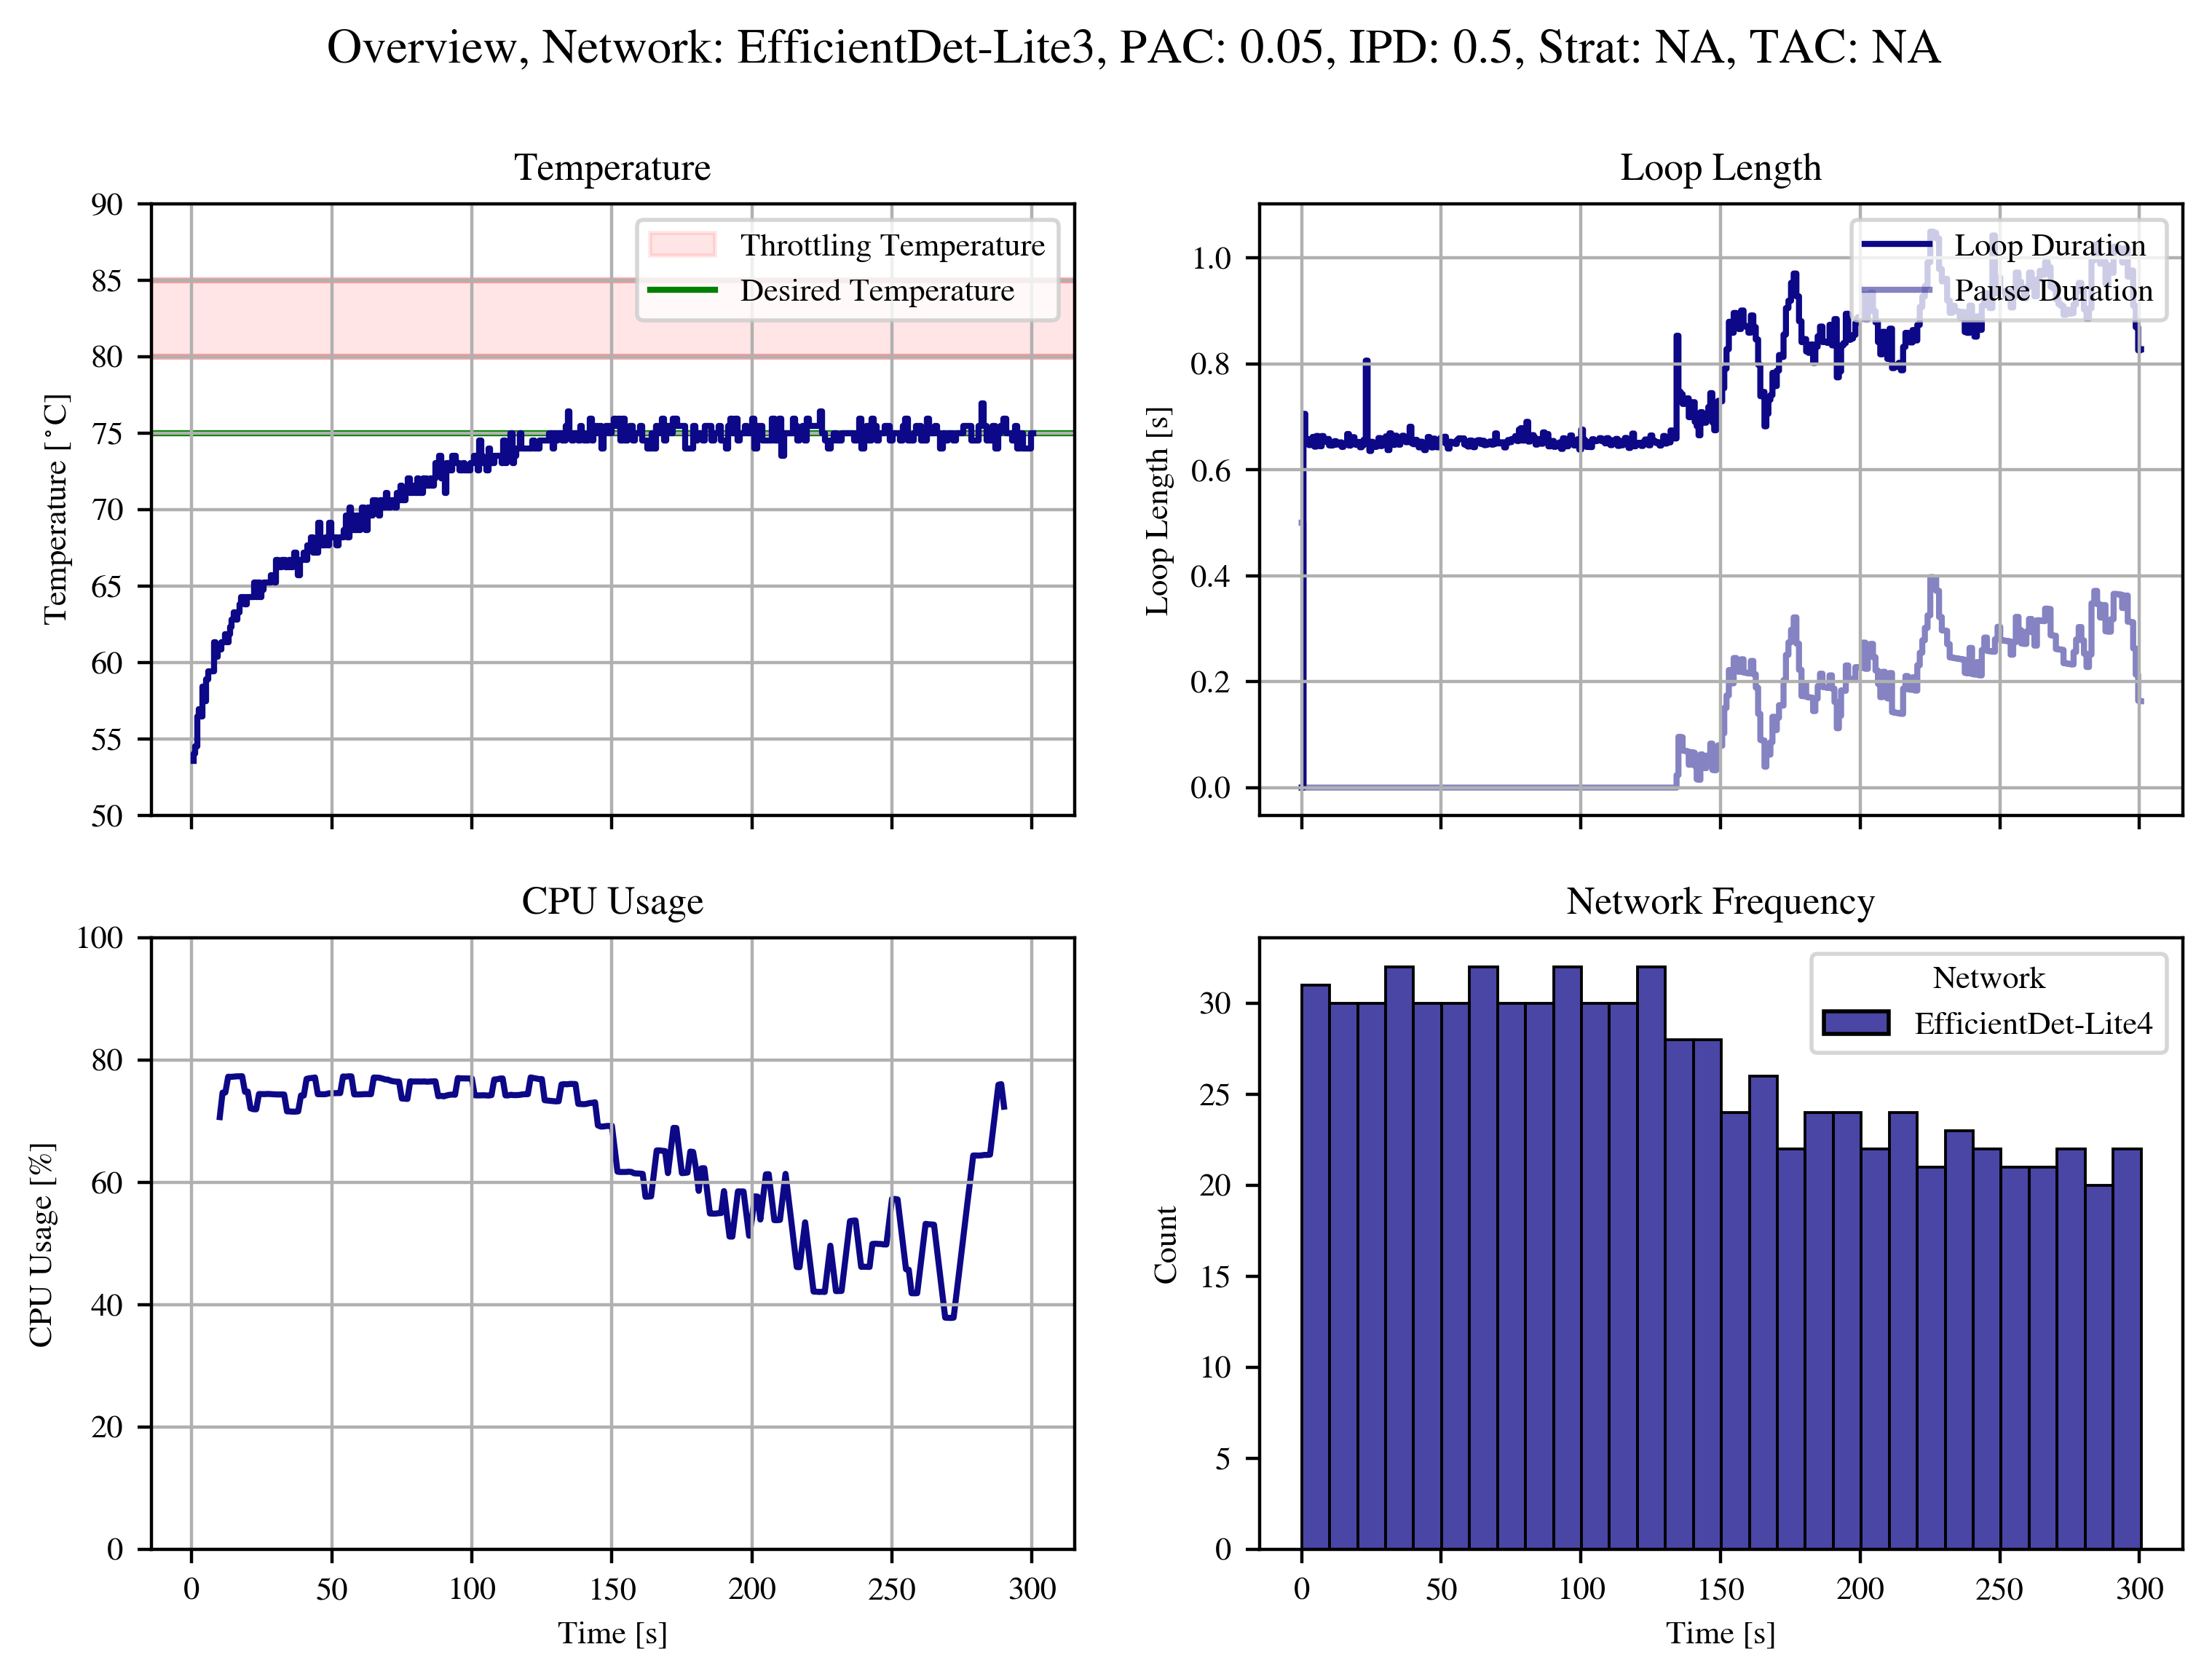 Overview, Network: EfficientDet-Lite3, PAC: 0.05, IPD: 0.5, Strat: NA, TAC: NA
Temperature
90
85
80
75
70
65
60
55
50
Temperature [°C]
Throttling Temperature
Desired Temperature
Loop Length
1.0
0.8
0.6
0.4
0.2
0.0
Loop Length [s]
Loop Duration
Pause Duration
CPU Usage
100
80
60
40
20
0
CPU Usage [%]
0 50 100 150 200 250 300
Time [s]
Network Frequency
30
25
20
15
10
5
0
Count
Network
EfficientDet-Lite4
0 50 100 150 200 250 300
Time [s]